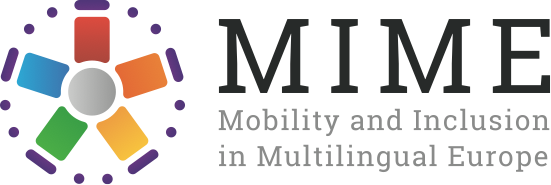 MIME
Mobility and Inclusion
in Multilingual Europe